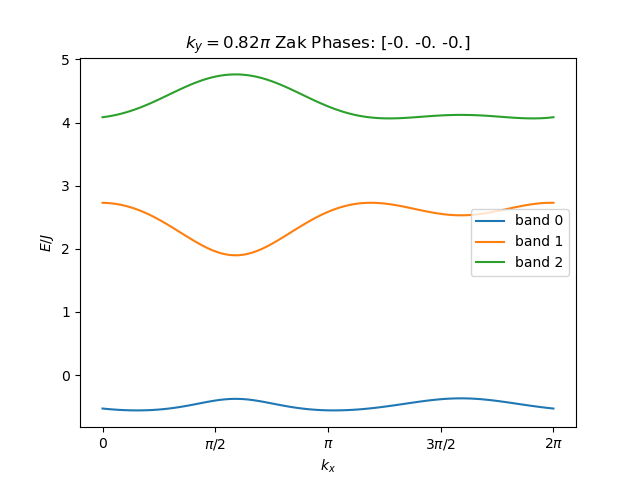 k_y = 0.82π Zak Phases: [-0. -0. -0.]
5
4
3
2
1
0
E/J
band 0
band 1
band 2
0
π/2
π
3π/2
2π
k_x